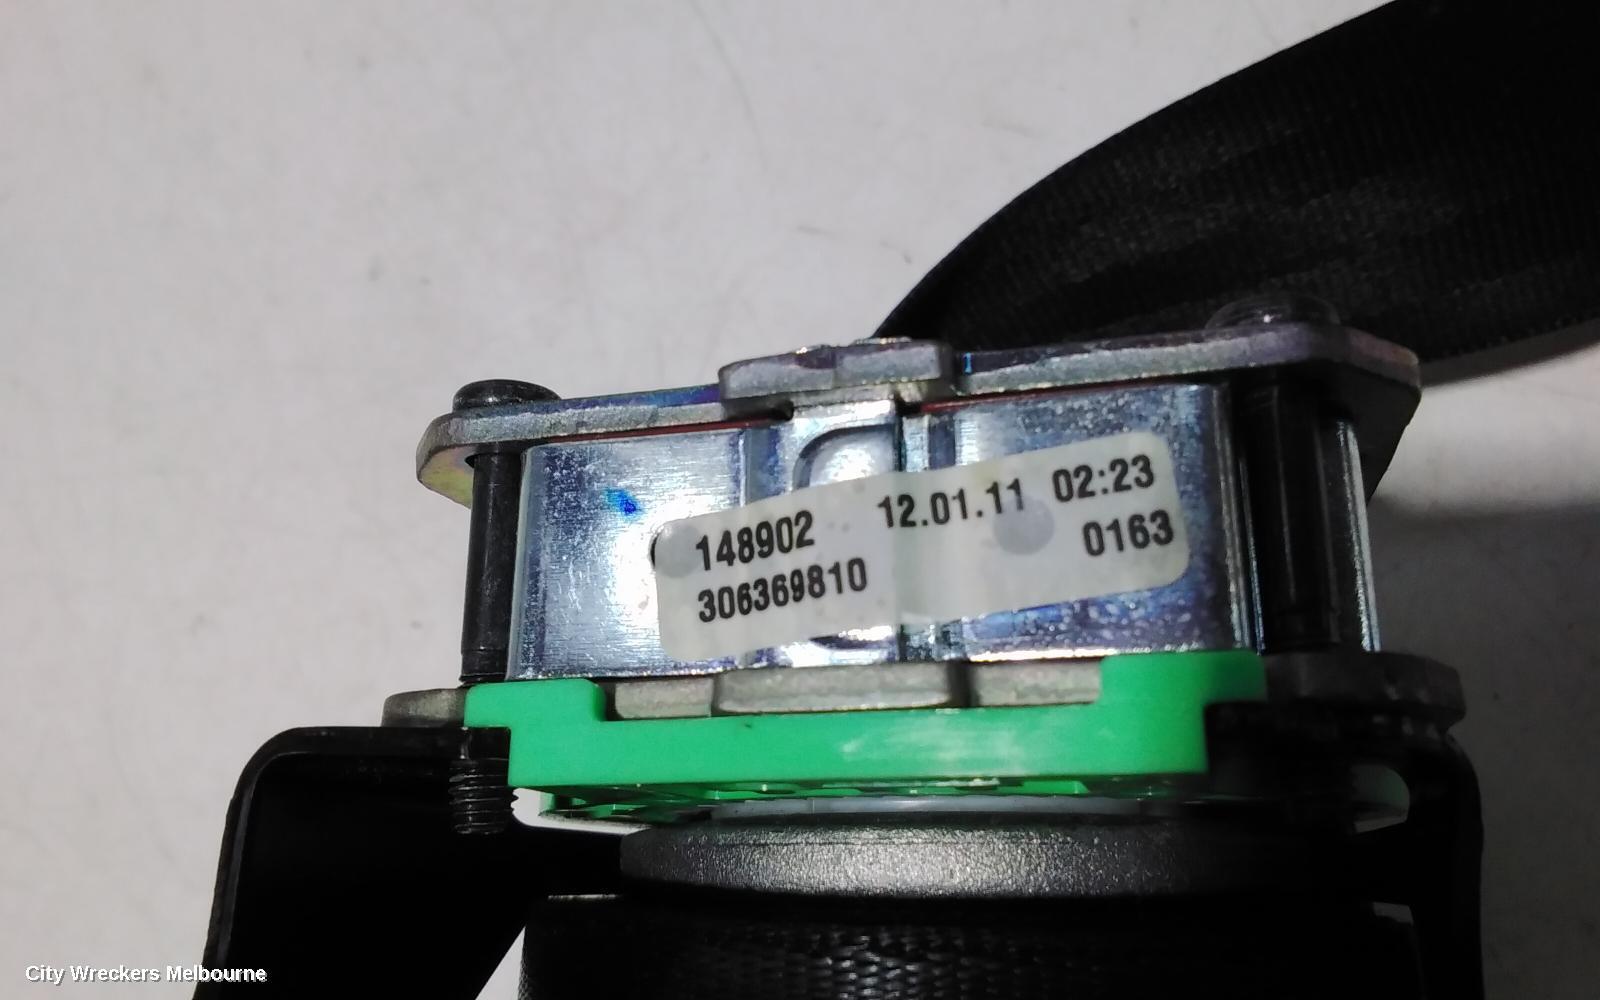 148902 12.01.11 02:23
306369810 0163
City Wreckers Melbourne